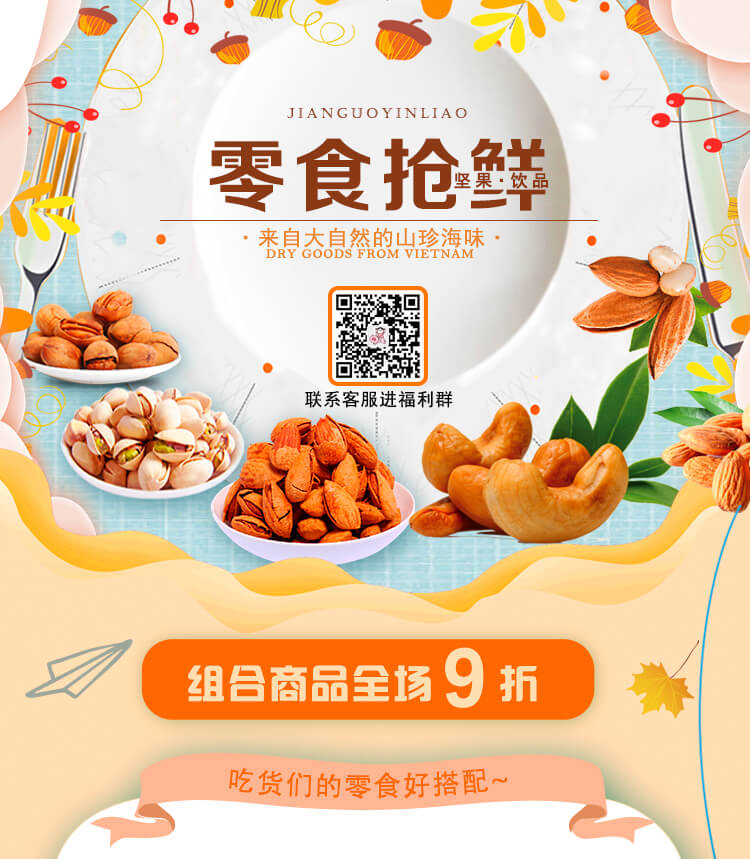 JIANGUOYINLIAO
零食抢鲜
坚果·饮品
·来自大自然的山珍海味·
DRY GOODS FROM VIETNAM
联系客服进福利群
组合商品全场9折
吃货们的零食好搭配~